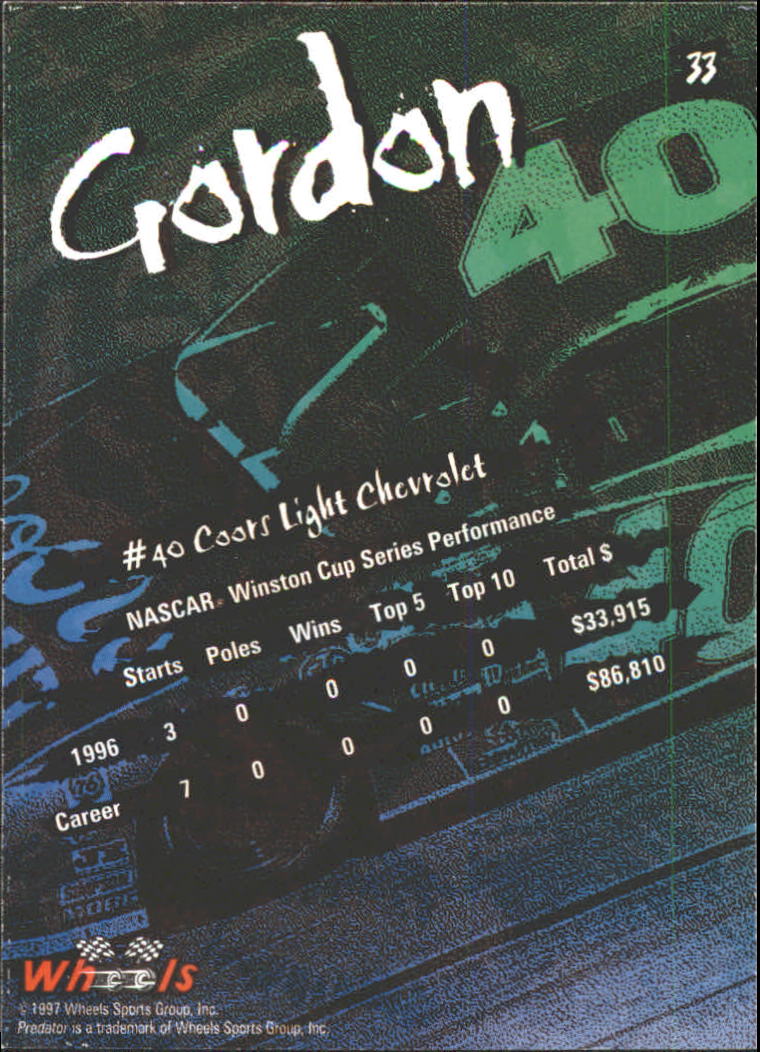 33
Gordon
40
#40 Coors Light Chevrolet
NASCAR® Winston Cup Series Performance
Starts Poles Wins Top 5 Top 10 Total $
1996 3 0 0 0 0 $33,915
Career 7 0 0 0 0 $86,810
40
76
Wheels
© 1997 Wheels Sports Group, Inc.
Predator is a trademark of Wheels Sports Group, Inc.